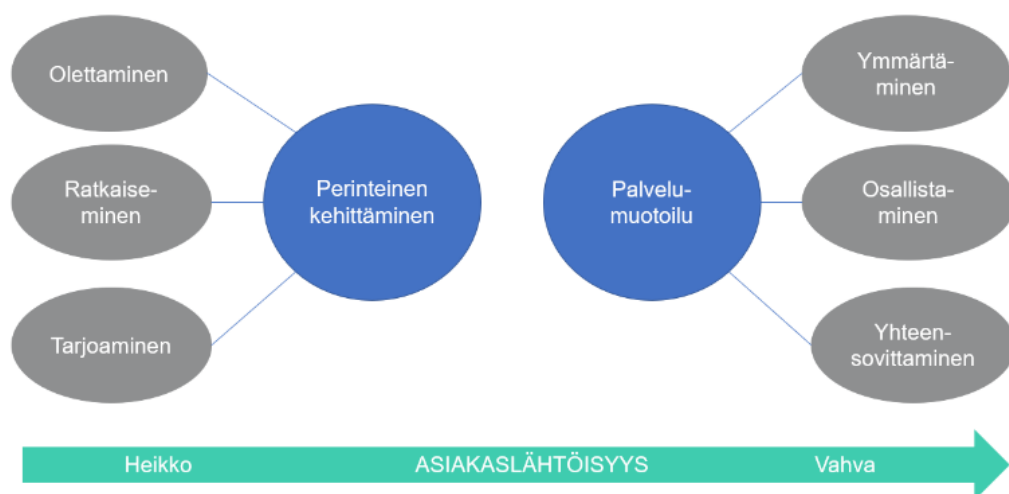 Olettaminen
Ratkaise-
minen
Tarjoaminen
Perinteinen
kehittäminen
Palvelu-
muotoilu
Ymmärtä-
minen
Osallista-
minen
Yhteen-
sovittaminen
Heikko ASIAKASLÄHTÖISYYS Vahva